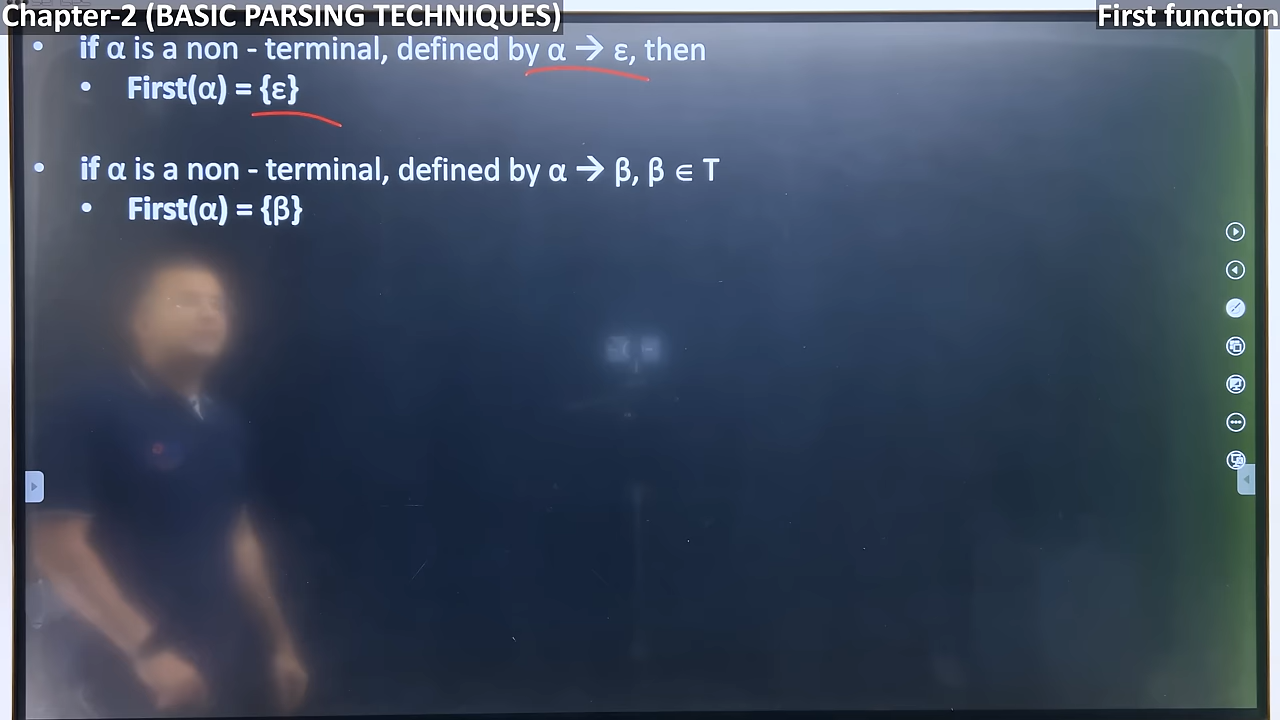 Chapter-2 (BASIC PARSING TECHNIQUES)
First function
• if α is a non - terminal, defined by α → ε, then
• First(α) = {ε}
• if α is a non - terminal, defined by α → β, β ∈ T
• First(α) = {β}